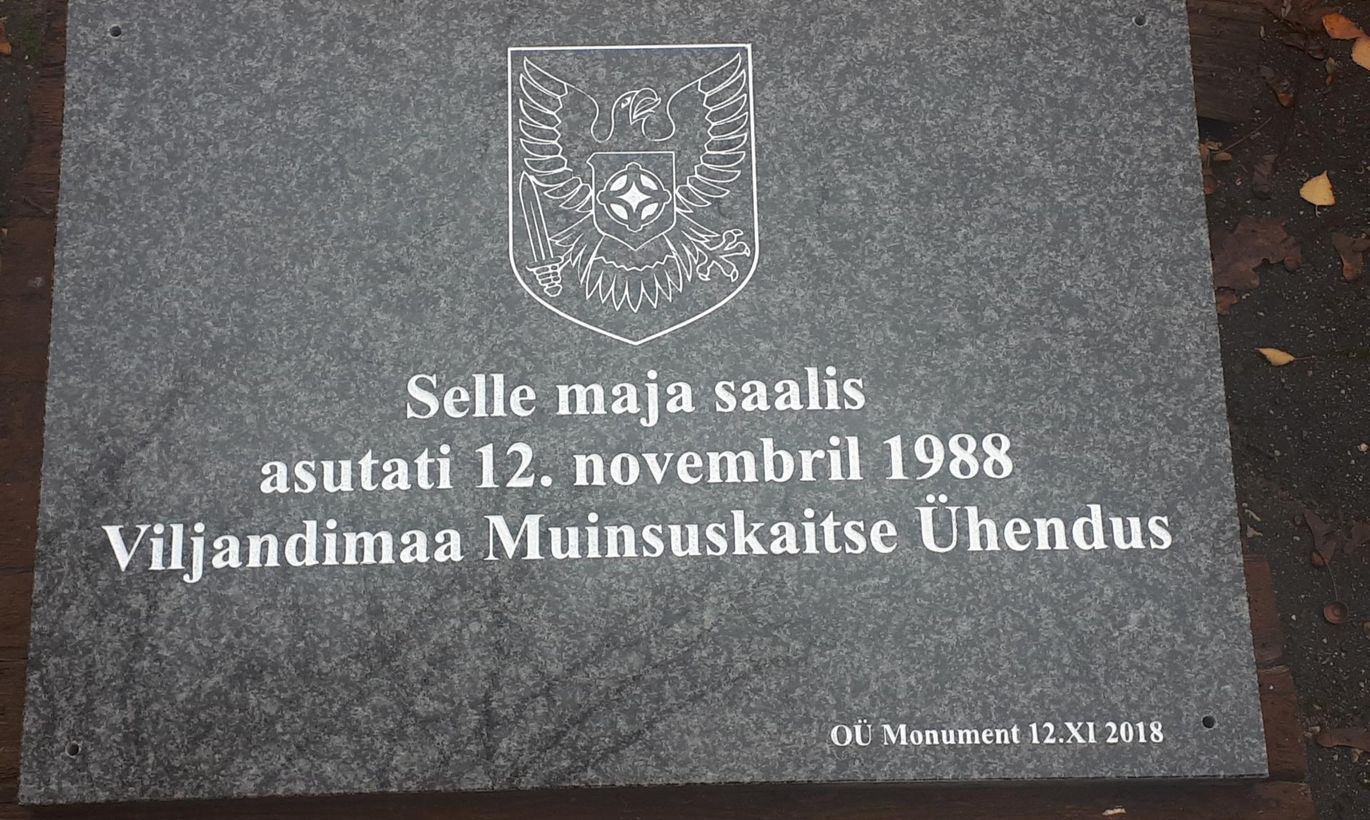 Selle maja saalis
asutati 12. novembril 1988
Viljandimaa Muinsuskaitse Ühendus
OÜ Monument 12.XI 2018